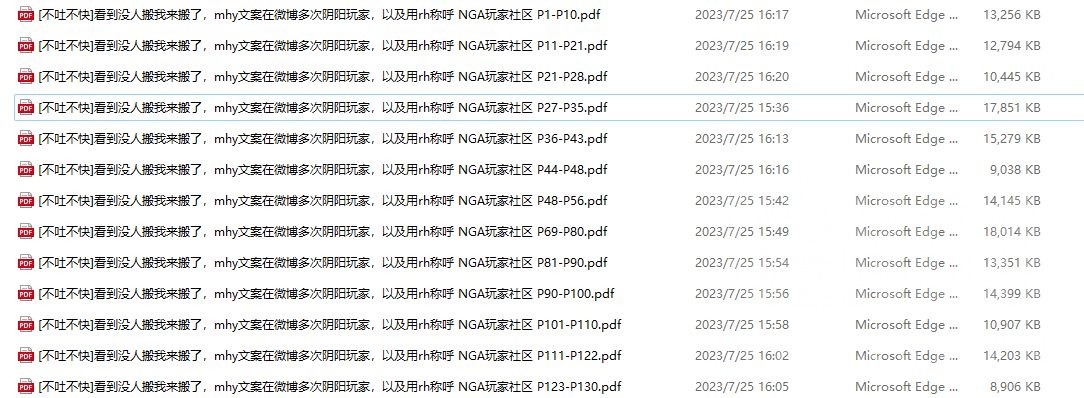 [不吐不快]看到没人搬我来搬了，mhy文案在微博多次阴阳玩家，以及用rh称呼 NGA玩家社区 P1-P10.pdf 2023/7/25 16:17 Microsoft Edge ... 13,256 KB
[不吐不快]看到没人搬我来搬了，mhy文案在微博多次阴阳玩家，以及用rh称呼 NGA玩家社区 P11-P21.pdf 2023/7/25 16:19 Microsoft Edge ... 12,794 KB
[不吐不快]看到没人搬我来搬了，mhy文案在微博多次阴阳玩家，以及用rh称呼 NGA玩家社区 P21-P28.pdf 2023/7/25 16:20 Microsoft Edge ... 10,445 KB
[不吐不快]看到没人搬我来搬了，mhy文案在微博多次阴阳玩家，以及用rh称呼 NGA玩家社区 P27-P35.pdf 2023/7/25 15:36 Microsoft Edge ... 17,851 KB
[不吐不快]看到没人搬我来搬了，mhy文案在微博多次阴阳玩家，以及用rh称呼 NGA玩家社区 P36-P43.pdf 2023/7/25 16:13 Microsoft Edge ... 15,279 KB
[不吐不快]看到没人搬我来搬了，mhy文案在微博多次阴阳玩家，以及用rh称呼 NGA玩家社区 P44-P48.pdf 2023/7/25 16:16 Microsoft Edge ... 9,038 KB
[不吐不快]看到没人搬我来搬了，mhy文案在微博多次阴阳玩家，以及用rh称呼 NGA玩家社区 P48-P56.pdf 2023/7/25 15:42 Microsoft Edge ... 14,145 KB
[不吐不快]看到没人搬我来搬了，mhy文案在微博多次阴阳玩家，以及用rh称呼 NGA玩家社区 P69-P80.pdf 2023/7/25 15:49 Microsoft Edge ... 18,014 KB
[不吐不快]看到没人搬我来搬了，mhy文案在微博多次阴阳玩家，以及用rh称呼 NGA玩家社区 P81-P90.pdf 2023/7/25 15:54 Microsoft Edge ... 13,351 KB
[不吐不快]看到没人搬我来搬了，mhy文案在微博多次阴阳玩家，以及用rh称呼 NGA玩家社区 P90-P100.pdf 2023/7/25 15:56 Microsoft Edge ... 14,399 KB
[不吐不快]看到没人搬我来搬了，mhy文案在微博多次阴阳玩家，以及用rh称呼 NGA玩家社区 P101-P110.pdf 2023/7/25 15:58 Microsoft Edge ... 10,907 KB
[不吐不快]看到没人搬我来搬了，mhy文案在微博多次阴阳玩家，以及用rh称呼 NGA玩家社区 P111-P122.pdf 2023/7/25 16:02 Microsoft Edge ... 14,203 KB
[不吐不快]看到没人搬我来搬了，mhy文案在微博多次阴阳玩家，以及用rh称呼 NGA玩家社区 P123-P130.pdf 2023/7/25 16:05 Microsoft Edge ... 8,906 KB